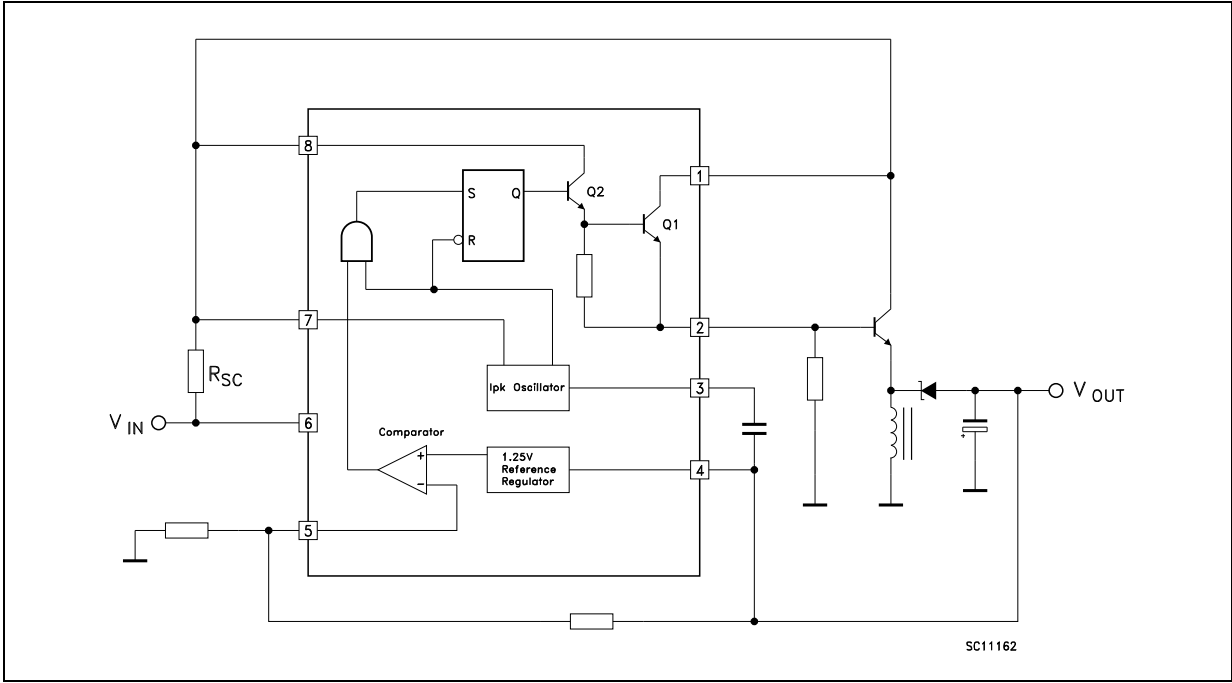 8
1
S Q
Q2
Q1
R
7
2
RSC
Ipk Oscillator
3
VIN
6
VOUT
Comparator
+
1.25V
Reference
Regulator
4
−
+
5
SC11162